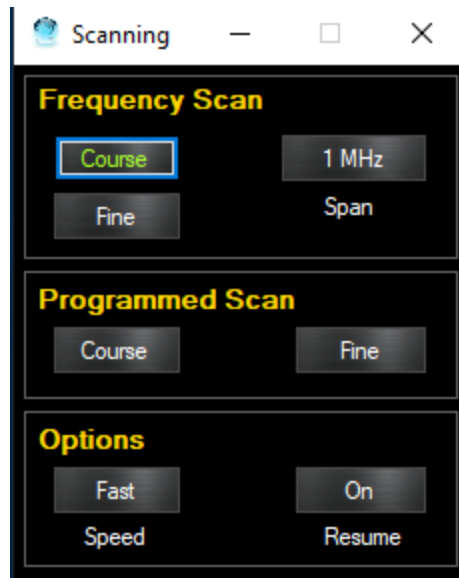 Scanning
Frequency Scan
Course 1 MHz
Fine Span
Programmed Scan
Course Fine
Options
Fast On
Speed Resume